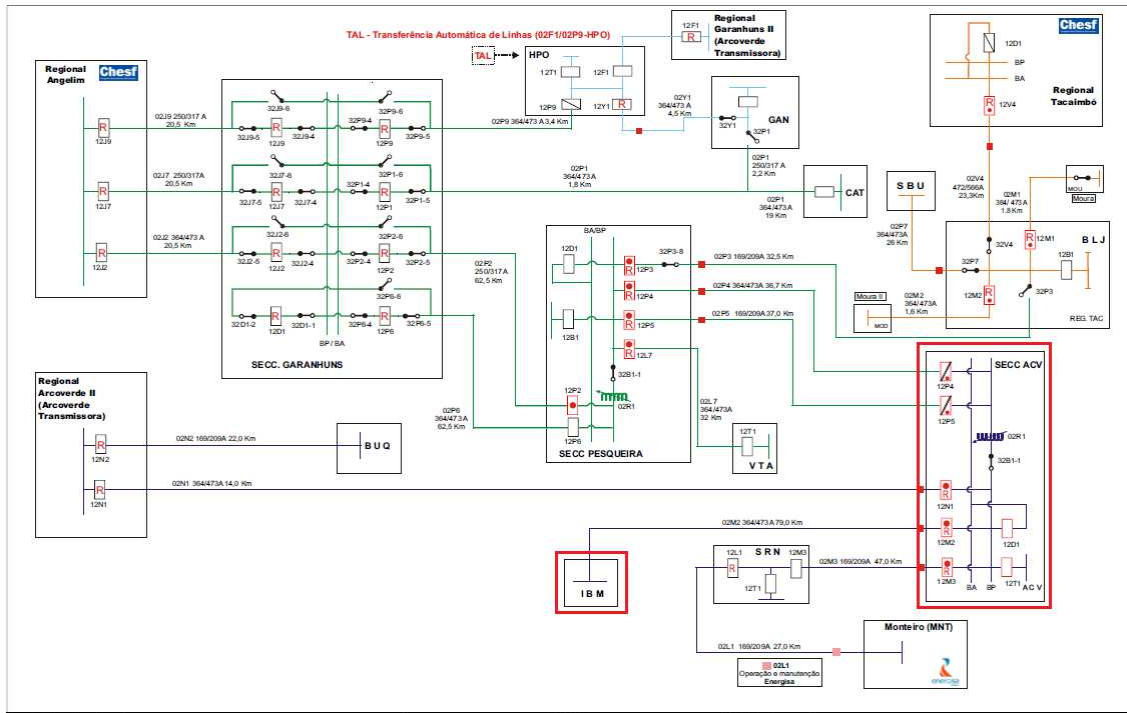 TAL - Transferência Automática de Linhas (02F1/02P9-HPO)
TAL
HPO
12T1
12F1
12P9
12Y1
12F1
R
Regional
Garanhuns II
(Arcoverde
Transmissora)
R
02Y1
364/473 A
4,5 Km
32Y1
32P1
GAN
02P1
250/317 A
2,2 Km
Chesf
12D1
BP
BA
R
12V4
Regional
Tacaimbó
Regional
Angelim
Chesf
R
12J9
R
12J7
R
12J2
02J9 250/317 A
20,5 Km
02J7 250/317A
20,5 Km
02J2 364/473 A
20,5 Km
32J9-6
32P9-6
32P9-4
32J9-5
R
12J9
32J9-4
R
12P9
32P9-5
32J7-6
32P1-6
32P1-4
32J7-5
R
12J7
32J7-4
R
12P1
32P1-5
32J2-6
32P2-6
32J2-5
R
12J2
32J2-4
32P2-4
R
12P2
32P2-5
32P6-6
32D1-2
R
12D1
32D1-1
32P6-4
R
12P6
32P6-5
BP / BA
SECC. GARANHUNS
02P9 364/473 A 3,4 Km
02P1
364/473 A
1,8 Km
02P1
364/473 A
19 Km
CAT
02P2
250/317 A
62,5 Km
02P6
364/473 A
62,5 Km
BA/BP
12D1
R
12P3
32P3-8
R
12P4
R
12P5
12B1
R
12L7
32B1-1
12P2
02R1
12P6
SECC PESQUEIRA
02P3 169/209A 32,5 Km
02P4 364/473A 36,7 Km
02P5 169/209A 37,0 Km
02L7
364/473A
32 Km
12T1
V T A
S B U
02P7
364/473A
26 Km
02V4
472/566A
23,3Km
02M1
364/ 473 A
1.8 Km
MOU
Moura
B L J
R
12M1
32V4
32P7
12B1
R
12M2
32P3
REG. TAC
Moura II
MOD
02M2
364/473A
1,6 Km
SECC ACV
12P4
12P5
02R1
32B1-1
R
12N1
R
12M2
12D1
R
12M3
12T1
BA
BP
A C V
Regional
Arcoverde II
(Arcoverde
Transmissora)
R
12N2
R
12N1
02N2 169/209A 22,0 Km
B U Q
02N1 364/473A 14,0 Km
02M2 364/473A 79,0 Km
I B M
12L1
R
S R N
12M3
12T1
02M3 169/209A 47,0 Km
02L1 169/209A 27,0 Km
02L1
Operação e manutenção
Energisa
Monteiro (MNT)
energisa